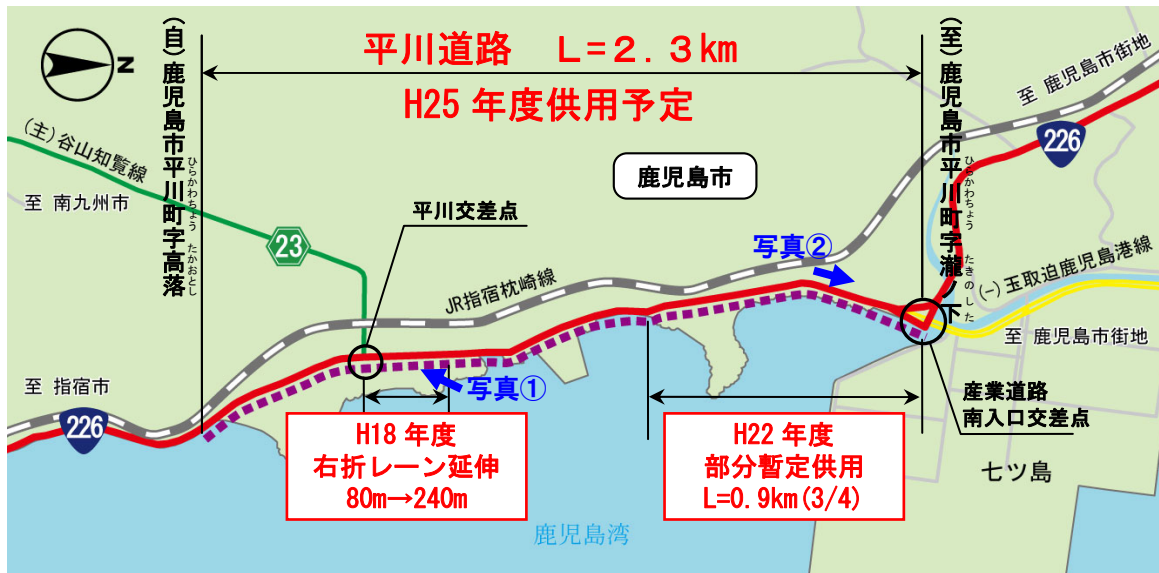 平川道路　Ｌ＝２．３km
H25 年度供用予定
N
(自)鹿児島市平川町字高落
ひらかわちょう
たかおとし
(至)鹿児島市平川町字瀧ノ下
ひらかわちょう
たきのした
(主)谷山知覧線
至 南九州市
23
平川交差点
鹿児島市
至 鹿児島市街地
226
写真②
JR指宿枕崎線
(一)玉取迫鹿児島港線
至 鹿児島市街地
至 指宿市
226
写真①
産業道路
南入口交差点
H18 年度
右折レーン延伸
80m→240m
H22 年度
部分暫定供用
L=0.9km(3/4)
七ツ島
鹿児島湾